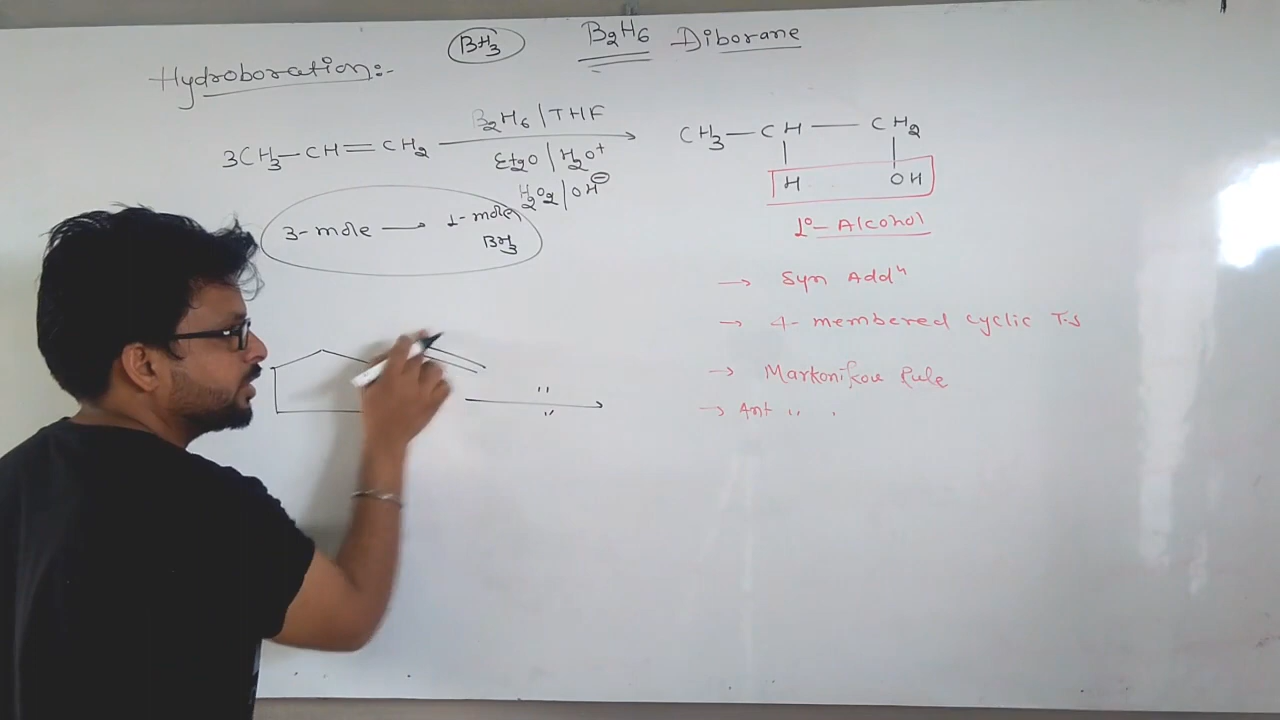 BH3
B2H6 Diborane
Hydroboration:-
3CH3—CH=CH2
B2H6 | THF
Et2O | H2O+
H2O2 | OH⊖
CH3—CH—CH2
H OH
1°- Alcohol
3-mole → 1-mole
BH3
→ Syn Addn
→ 4- membered cyclic T.S
→ Markonikov Rule
→ Ant " "
"
"